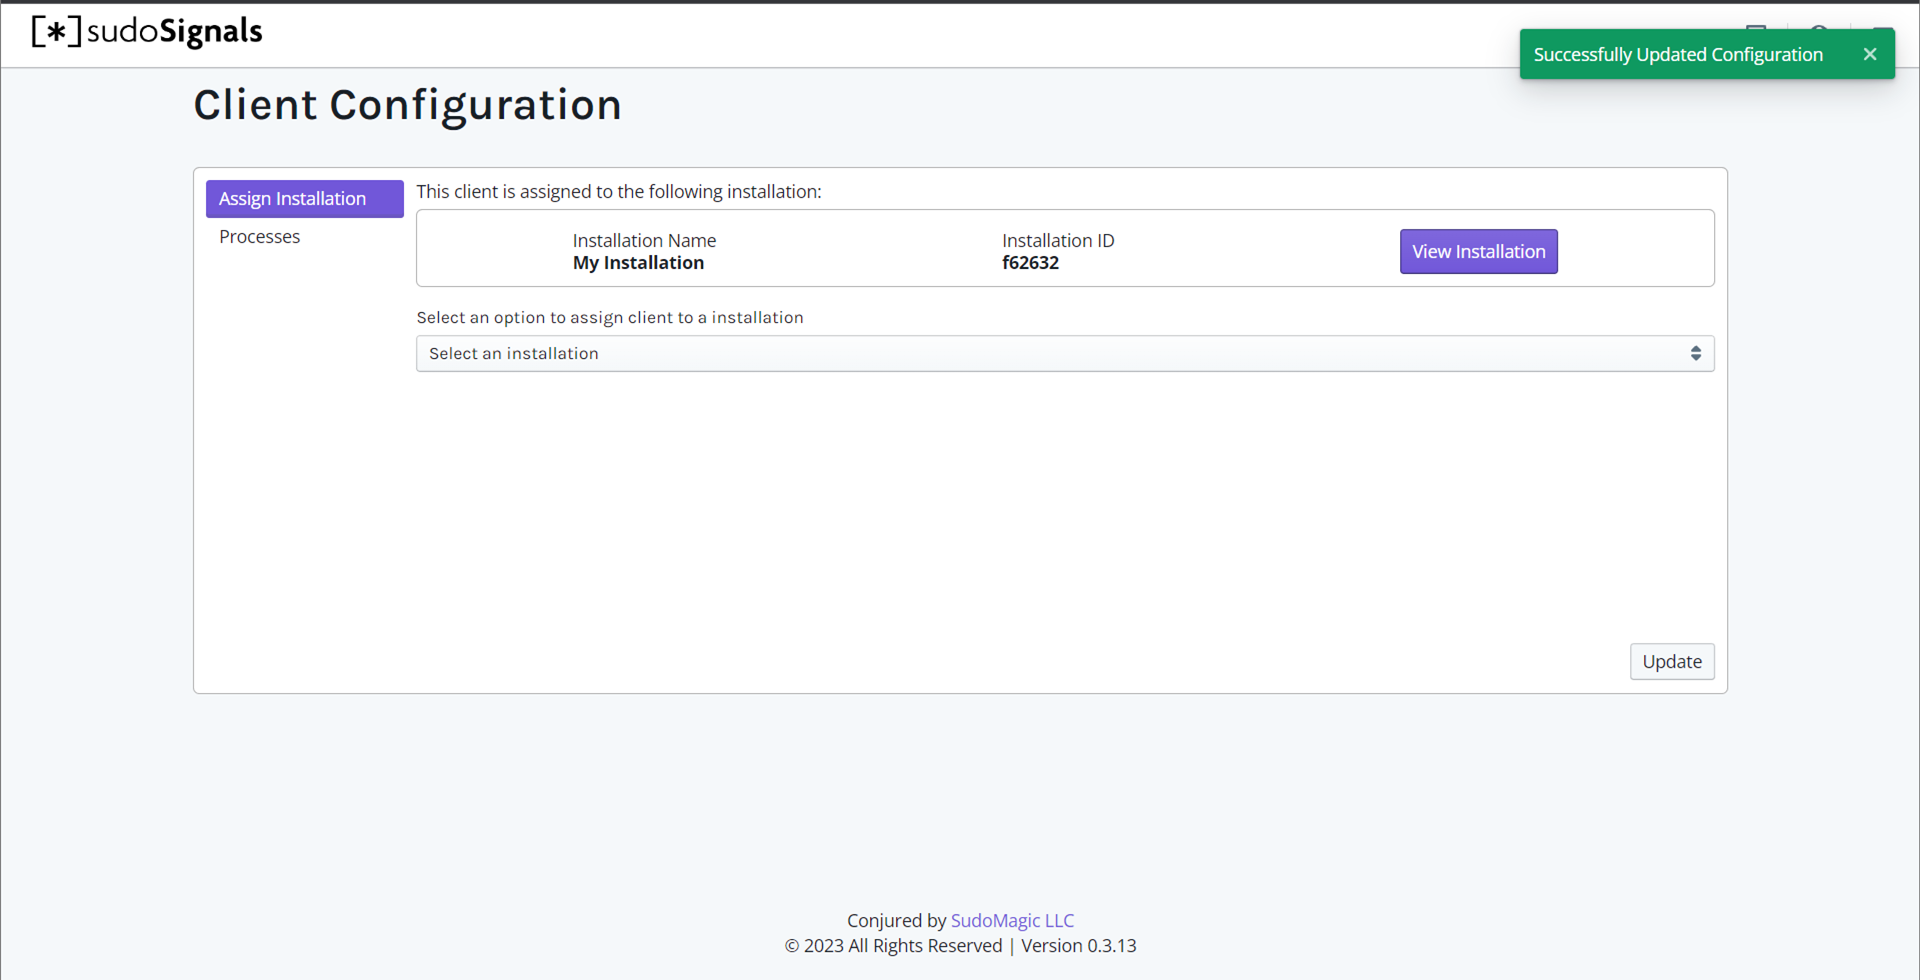 [*]sudoSignals
Successfully Updated Configuration
Client Configuration
Assign Installation
Processes
This client is assigned to the following installation:
Installation Name
My Installation
Installation ID
f62632
View Installation
Select an option to assign client to a installation
Select an installation
Update
Conjured by SudoMagic LLC
© 2023 All Rights Reserved | Version 0.3.13